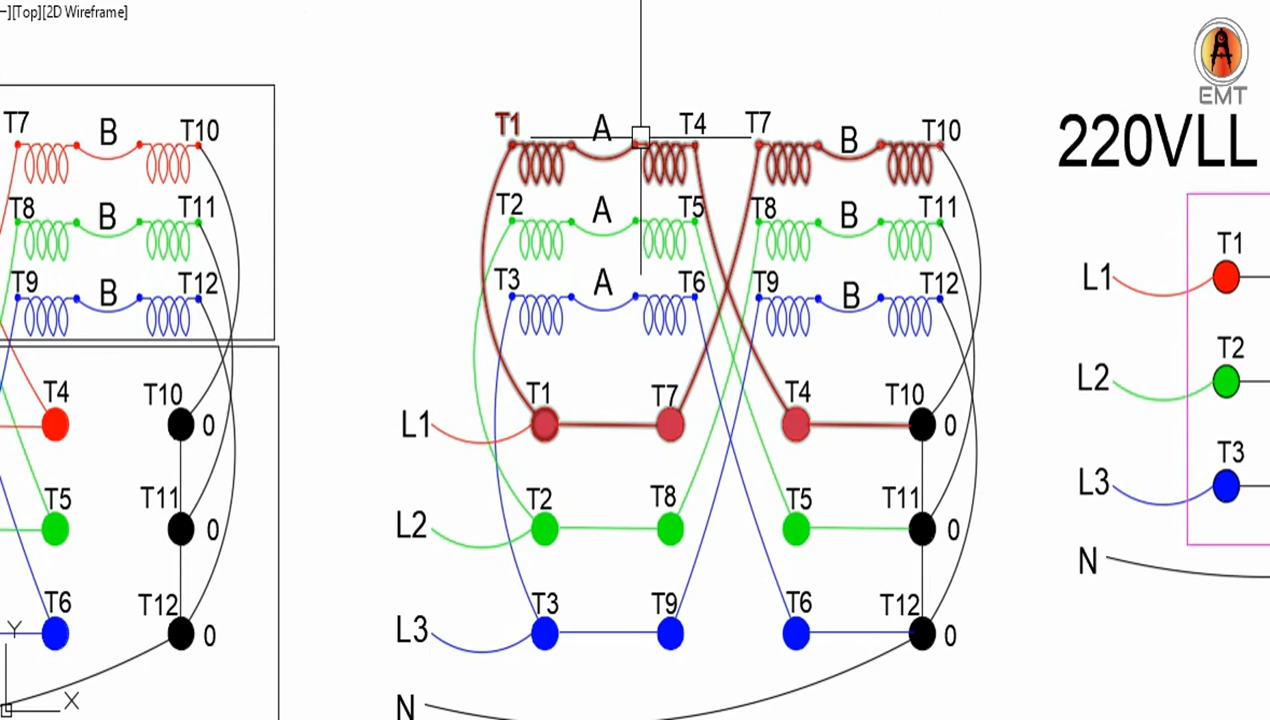 –][Top][2D Wireframe]
EMT
220VLL
T7 B T10
T8 B T11
T9 B T12
T4 T10 0
T5 T11 0
T6 T12 0
Y
X
T1 A T4 T7 B T10
T2 A T5 T8 B T11
T3 A T6 T9 B T12
L1 T1 T7 T4 T10 0
L2 T2 T8 T5 T11 0
L3 T3 T9 T6 T12 0
N
L1 T1
L2 T2
L3 T3
N